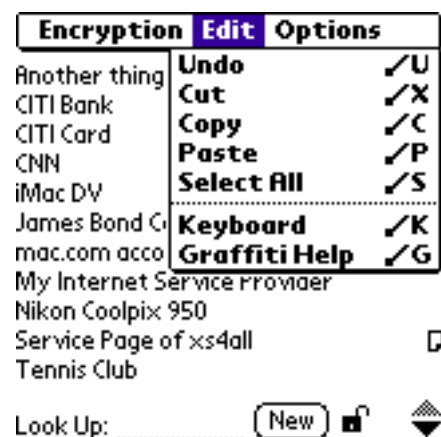 Encryption Edit Options
Another thing
CITI Bank
CITI Card
CNN
iMac DV
James Bond
mac.com
My Internet Service Provider
Nikon Coolpix 950
Service Page of xs4all
Tennis Club
Undo /U
Cut /X
Copy /C
Paste /P
Select All /S
Keyboard /K
Graffiti Help /G
Look Up: New